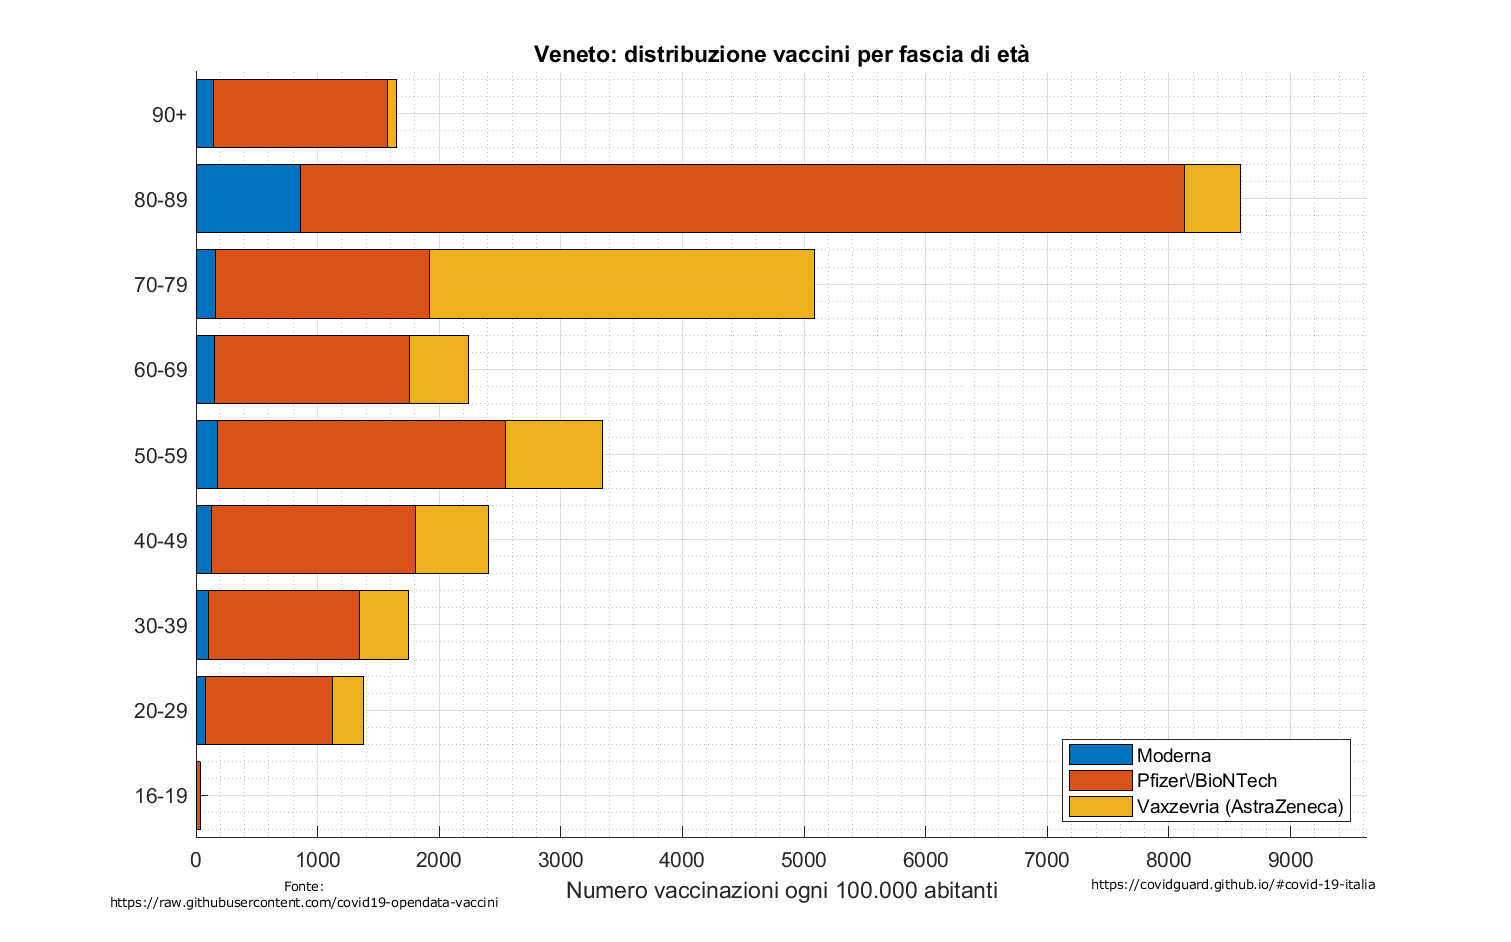 Veneto: distribuzione vaccini per fascia di età
90+
80-89
70-79
60-69
50-59
40-49
30-39
20-29
16-19
Moderna
Pfizer\/BioNTech
Vaxzevria (AstraZeneca)
0 1000 2000 3000 4000 5000 6000 7000 8000 9000
Numero vaccinazioni ogni 100.000 abitanti
Fonte:
https://raw.githubusercontent.com/covid19-opendata-vaccini
https://covidguard.github.io/#covid-19-italia